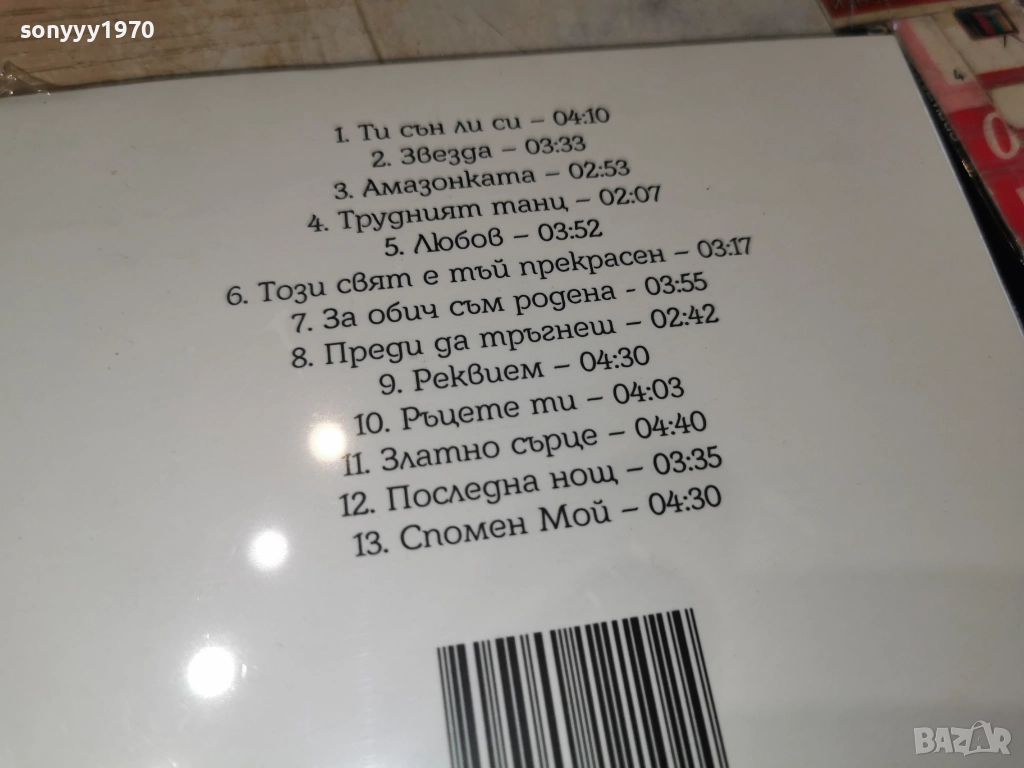 sonyyy1970
1. Ти сън ли си – 04:10
2. Звезда – 03:33
3. Амазонката – 02:53
4. Трудният танц – 02:07
5. Любов – 03:52
6. Този свят е тъй прекрасен – 03:17
7. За обич съм родена - 03:55
8. Преди да тръгнеш – 02:42
9. Реквием – 04:30
10. Ръцете ти – 04:03
11. Златно сърце – 04:40
12. Последна нощ – 03:35
13. Спомен Мой – 04:30
4
BAZAR